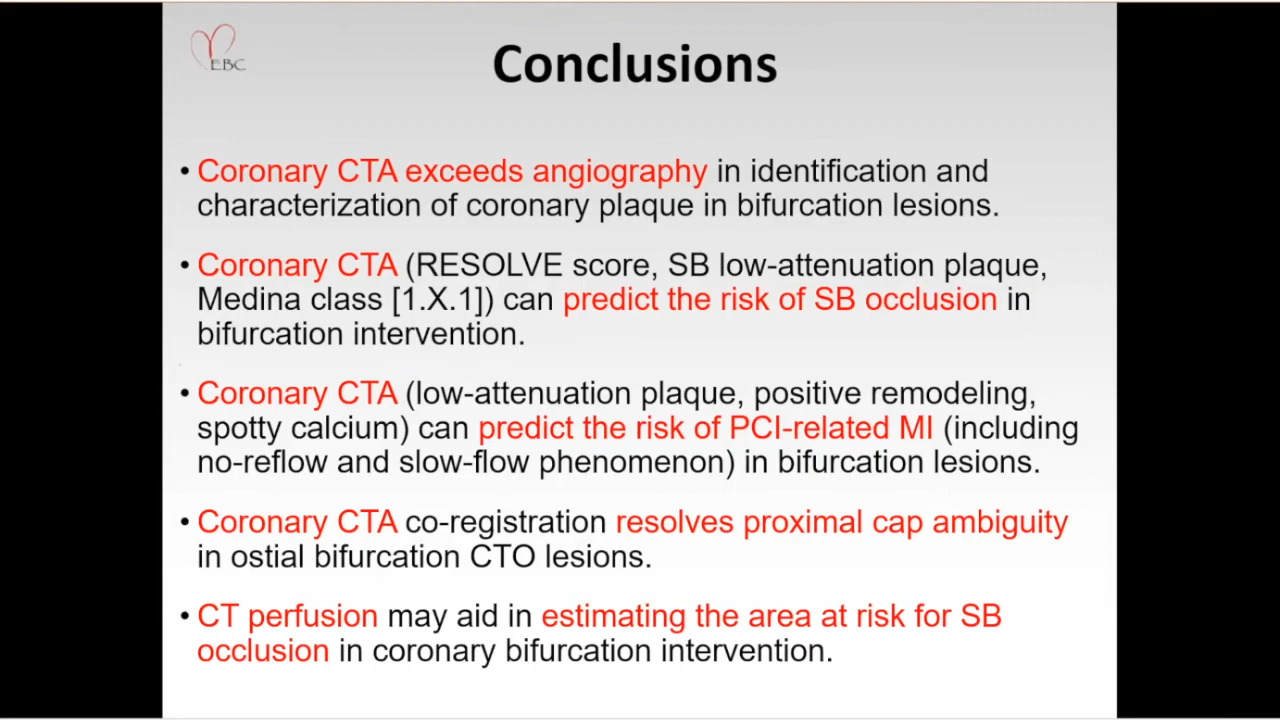 EBC
Conclusions
• Coronary CTA exceeds angiography in identification and
characterization of coronary plaque in bifurcation lesions.
• Coronary CTA (RESOLVE score, SB low-attenuation plaque,
Medina class [1.X.1]) can predict the risk of SB occlusion in
bifurcation intervention.
• Coronary CTA (low-attenuation plaque, positive remodeling,
spotty calcium) can predict the risk of PCI-related MI (including
no-reflow and slow-flow phenomenon) in bifurcation lesions.
• Coronary CTA co-registration resolves proximal cap ambiguity
in ostial bifurcation CTO lesions.
• CT perfusion may aid in estimating the area at risk for SB
occlusion in coronary bifurcation intervention.